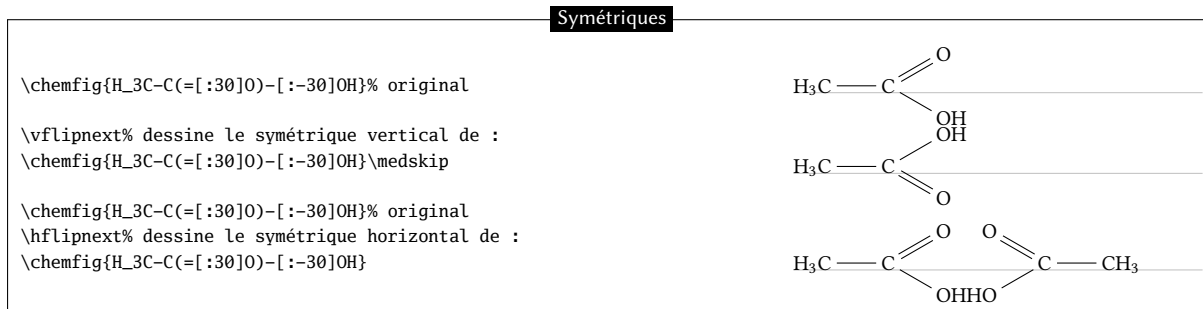 Symétriques
\chemfig{H_3C-C(=[:30]O)-[:-30]OH}% original
\vflipnext% dessine le symétrique vertical de :
\chemfig{H_3C-C(=[:30]O)-[:-30]OH}\medskip
\chemfig{H_3C-C(=[:30]O)-[:-30]OH}% original
\hflipnext% dessine le symétrique horizontal de :
\chemfig{H_3C-C(=[:30]O)-[:-30]OH}
O
H₃C C
OH
OH
H₃C C
O
O O
H₃C C C CH₃
OHHO